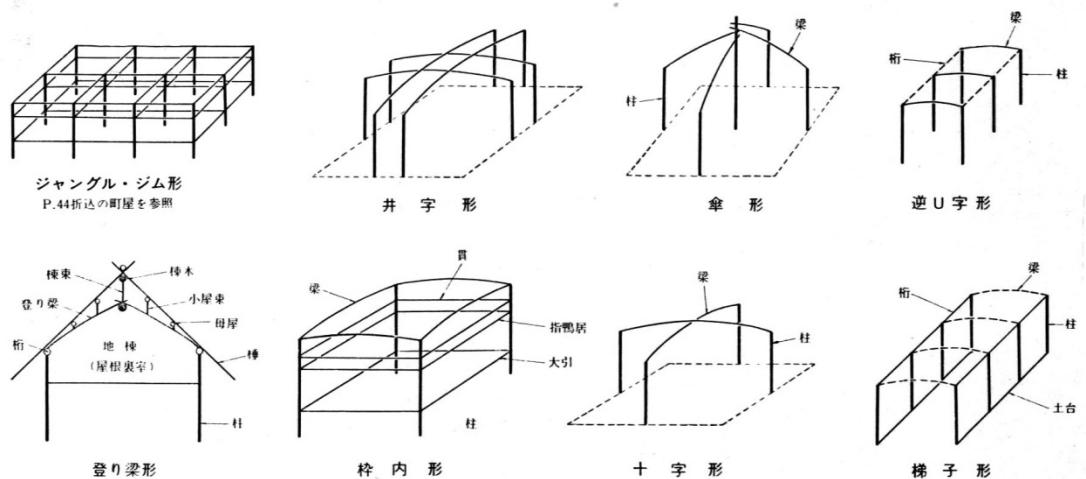 ジャングル・ジム形
P.44折込の町屋を参照
梁
桁
柱
井字形
梁
柱
傘形
逆U字形
棟束
棟木
登り梁
小屋束
母屋
桁
地棟
(屋根裏室)
棰
柱
登り梁形
貫
梁
指鴨居
大引
柱
枠内形
梁
柱
十字形
梁
桁
柱
土台
梯子形